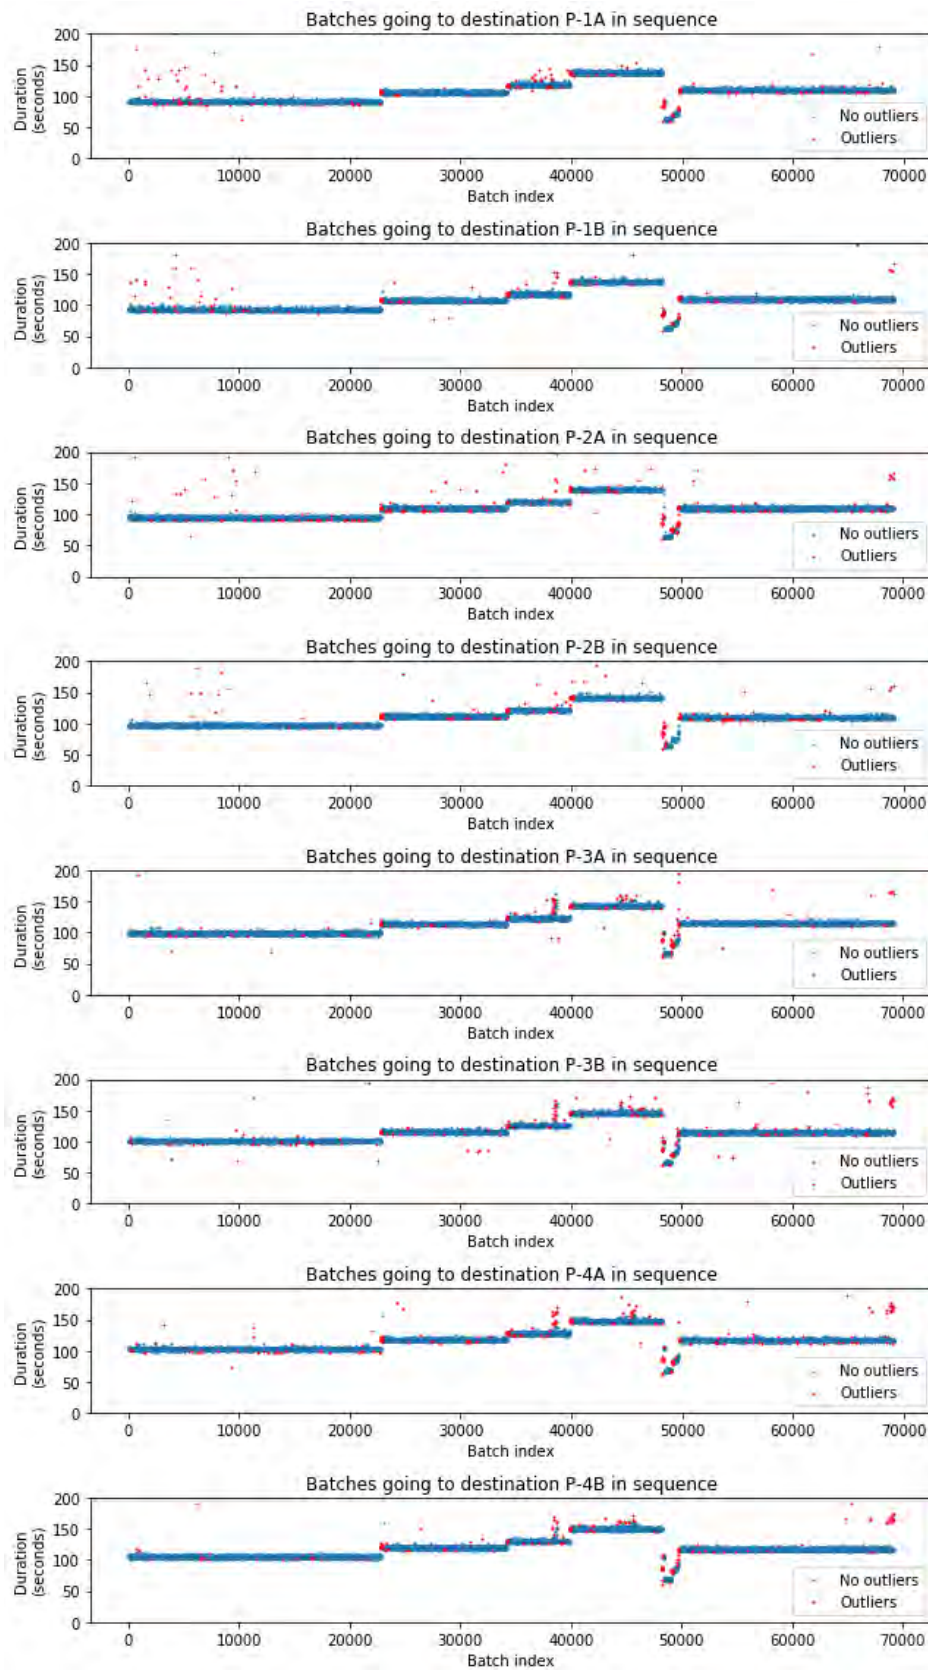 Batches going to destination P-1A in sequence
200
150
100
50
0
Duration
(seconds)
No outliers
Outliers
0 10000 20000 30000 40000 50000 60000 70000
Batch index
Batches going to destination P-1B in sequence
200
150
100
50
0
Duration
(seconds)
No outliers
Outliers
0 10000 20000 30000 40000 50000 60000 70000
Batch index
Batches going to destination P-2A in sequence
200
150
100
50
0
Duration
(seconds)
No outliers
Outliers
0 10000 20000 30000 40000 50000 60000 70000
Batch index
Batches going to destination P-2B in sequence
200
150
100
50
0
Duration
(seconds)
No outliers
Outliers
0 10000 20000 30000 40000 50000 60000 70000
Batch index
Batches going to destination P-3A in sequence
200
150
100
50
0
Duration
(seconds)
No outliers
Outliers
0 10000 20000 30000 40000 50000 60000 70000
Batch index
Batches going to destination P-3B in sequence
200
150
100
50
0
Duration
(seconds)
No outliers
Outliers
0 10000 20000 30000 40000 50000 60000 70000
Batch index
Batches going to destination P-4A in sequence
200
150
100
50
0
Duration
(seconds)
No outliers
Outliers
0 10000 20000 30000 40000 50000 60000 70000
Batch index
Batches going to destination P-4B in sequence
200
150
100
50
0
Duration
(seconds)
No outliers
Outliers
0 10000 20000 30000 40000 50000 60000 70000
Batch index